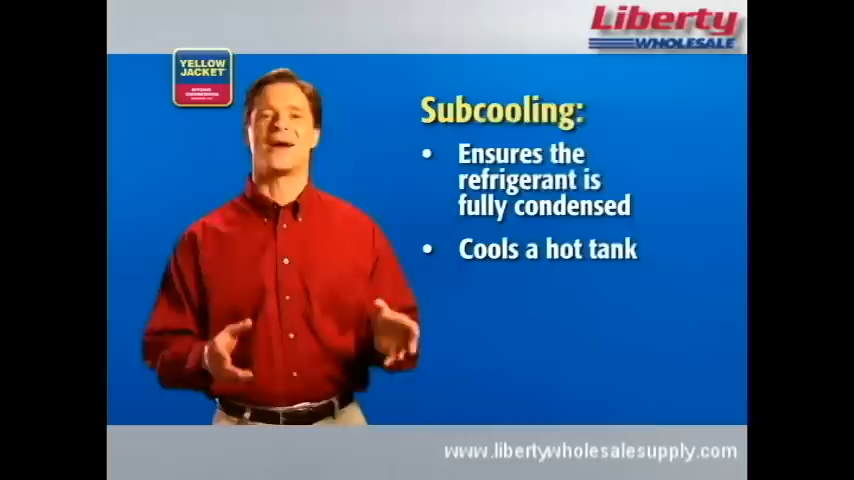 Liberty
WHOLESALE
YELLOW
JACKET
Subcooling:
• Ensures the
refrigerant is
fully condensed
• Cools a hot tank
www.libertywholesalesupply.com